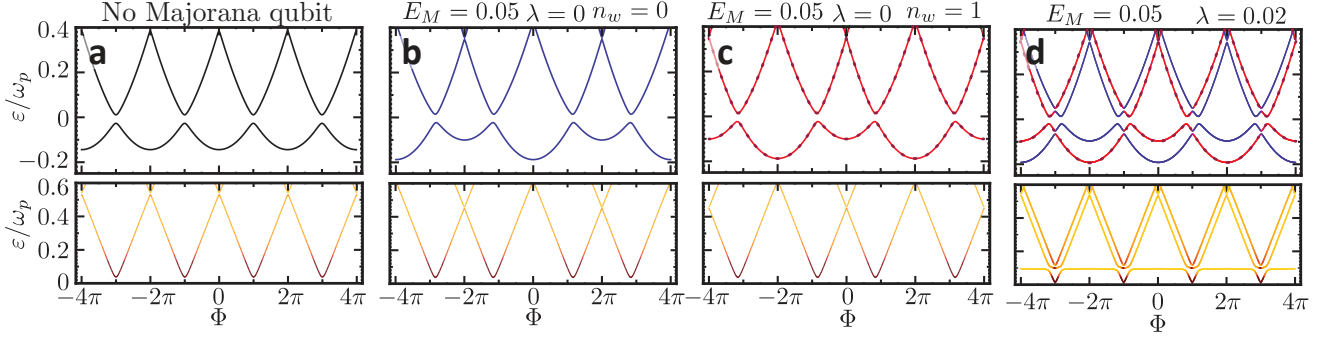 No Majorana qubit
E_M = 0.05 λ = 0 n_w = 0
E_M = 0.05 λ = 0 n_w = 1
E_M = 0.05 λ = 0.02
a
b
c
d
ε/ω_p
0.4
0.2
0
−0.2
ε/ω_p
0.6
0.4
0.2
0
−4π −2π 0 2π 4π
−4π −2π 0 2π 4π
−4π −2π 0 2π 4π
−4π −2π 0 2π 4π
Φ
Φ
Φ
Φ